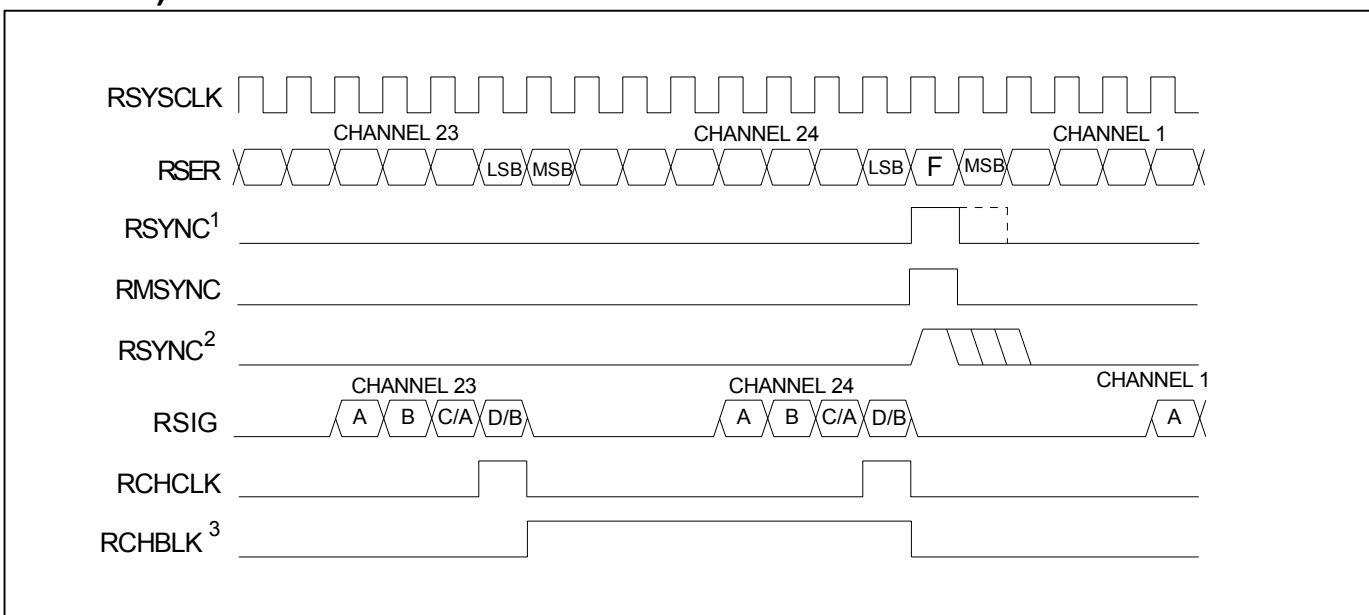 )
RSYSCLK
CHANNEL 23 CHANNEL 24 CHANNEL 1
RSER LSB MSB LSB F MSB
RSYNC1
RMSYNC
RSYNC2
CHANNEL 23 CHANNEL 24 CHANNEL 1
RSIG A B C/A D/B A B C/A D/B A
RCHCLK
RCHBLK 3